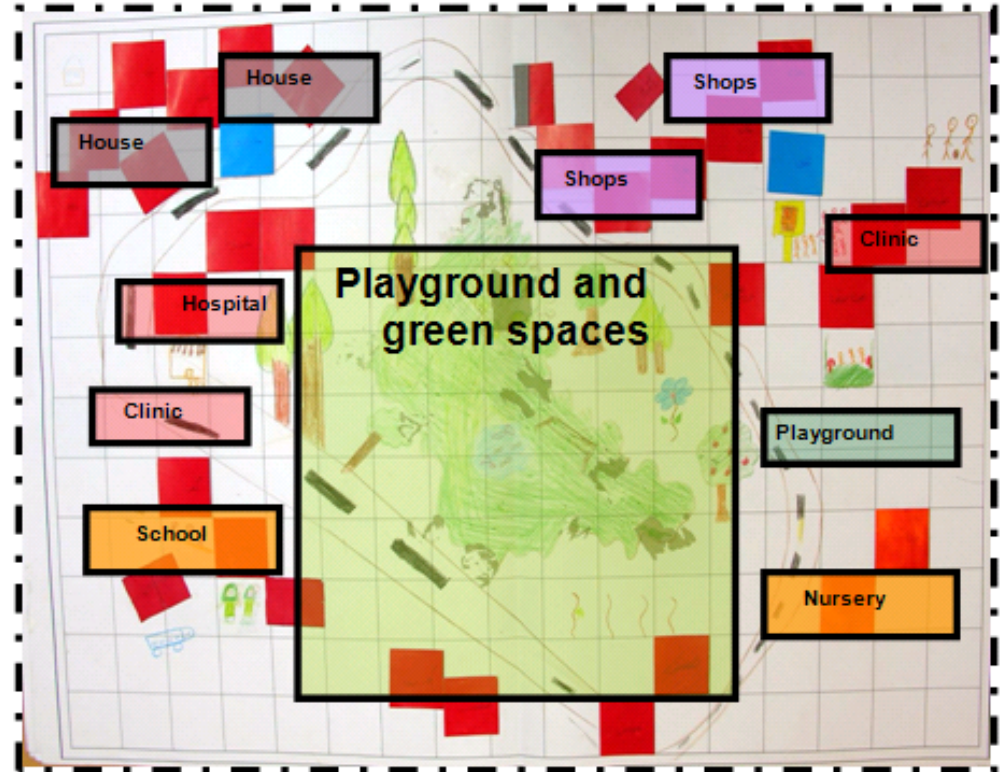 House
Shops
House
Shops
Clinic
Playground and
green spaces
Hospital
Clinic
Playground
School
Nursery